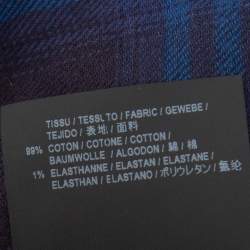 TISSU / TESSUTO / FABRIC / GEWEBE /
TEJIDO / 表地 / 面料
99% COTON / COTONE / COTTON /
BAUMWOLLE / ALGODON / 綿 / 棉
1% ELASTHANNE / ELASTAN / ELASTANE /
ELASTHAN / ELASTANO / ポリウレタン / 氨纶